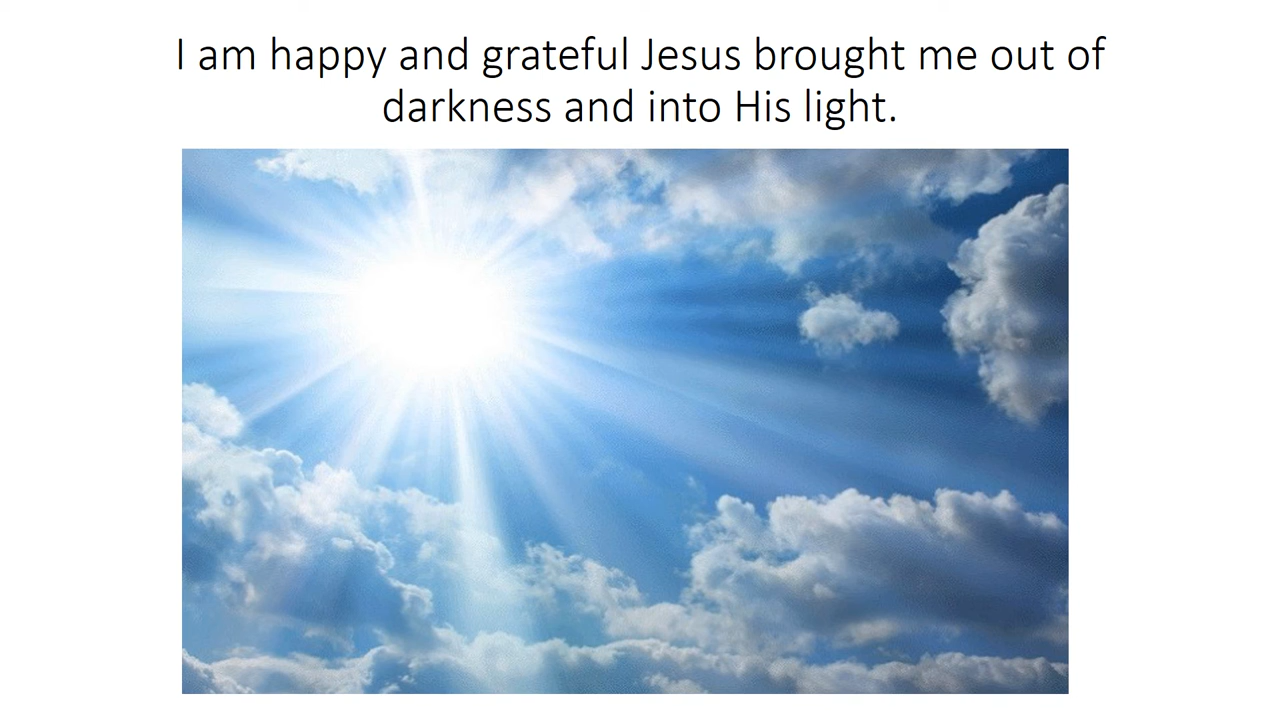 I am happy and grateful Jesus brought me out of
darkness and into His light.